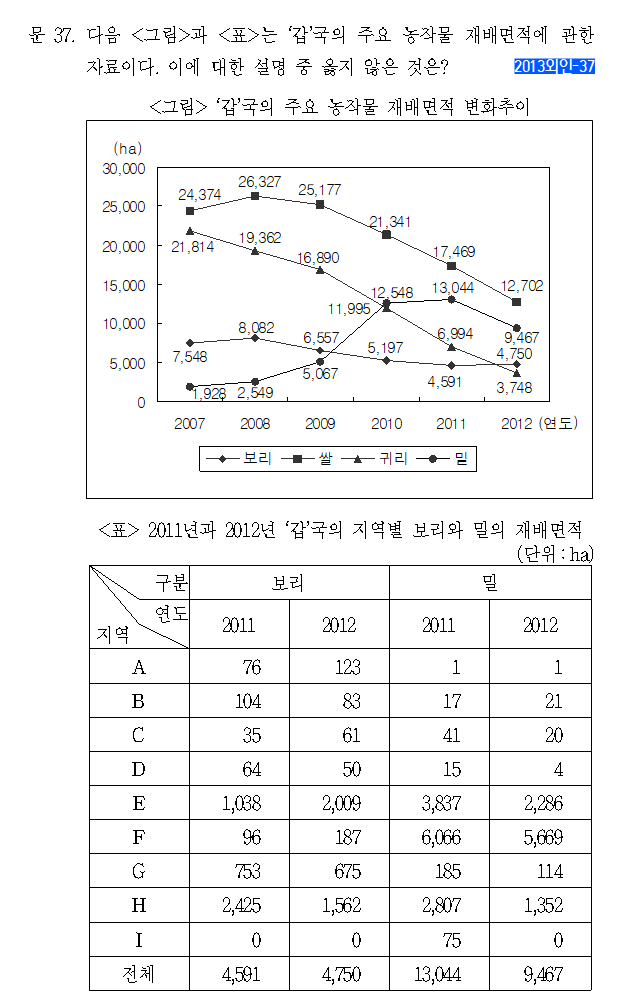 문 37. 다음 <그림>과 <표>는 ‘갑’국의 주요 농작물 재배면적에 관한
자료이다. 이에 대한 설명 중 옳지 않은 것은? 2013외인-37
<그림> ‘갑’국의 주요 농작물 재배면적 변화추이
(ha)
30,000
25,000
20,000
15,000
10,000
5,000
0
24,374 26,327 25,177 21,341 17,469 12,702
21,814 19,362 16,890 11,995 6,994 3,748
7,548 8,082 6,557 5,197 4,591 4,750
1,928 2,549 5,067 12,548 13,044 9,467
2007 2008 2009 2010 2011 2012 (연도)
보리 쌀 귀리 밀
<표> 2011년과 2012년 ‘갑’국의 지역별 보리와 밀의 재배면적
(단위 : ha)
구분 보리 밀
연도
지역 2011 2012 2011 2012
A 76 123 1 1
B 104 83 17 21
C 35 61 41 20
D 64 50 15 4
E 1,038 2,009 3,837 2,286
F 96 187 6,066 5,669
G 753 675 185 114
H 2,425 1,562 2,807 1,352
I 0 0 75 0
전체 4,591 4,750 13,044 9,467